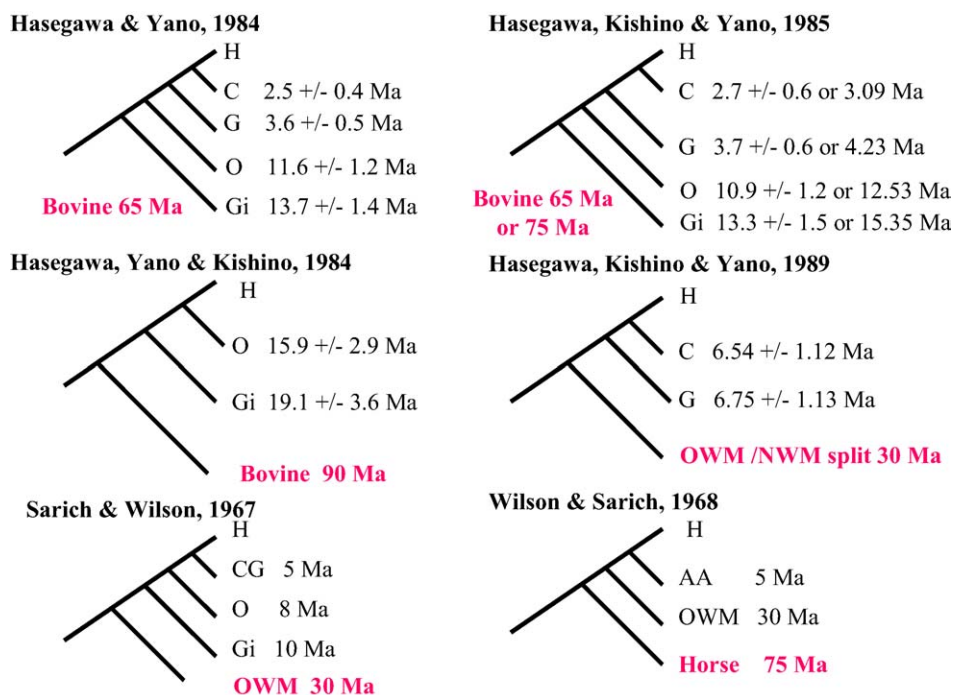 Hasegawa & Yano, 1984
H
C 2.5 +/- 0.4 Ma
G 3.6 +/- 0.5 Ma
O 11.6 +/- 1.2 Ma
Bovine 65 Ma
Gi 13.7 +/- 1.4 Ma
Hasegawa, Kishino & Yano, 1985
H
C 2.7 +/- 0.6 or 3.09 Ma
G 3.7 +/- 0.6 or 4.23 Ma
O 10.9 +/- 1.2 or 12.53 Ma
Bovine 65 Ma
or 75 Ma
Gi 13.3 +/- 1.5 or 15.35 Ma
Hasegawa, Yano & Kishino, 1984
H
O 15.9 +/- 2.9 Ma
Gi 19.1 +/- 3.6 Ma
Bovine 90 Ma
Hasegawa, Kishino & Yano, 1989
H
C 6.54 +/- 1.12 Ma
G 6.75 +/- 1.13 Ma
OWM /NWM split 30 Ma
Sarich & Wilson, 1967
H
CG 5 Ma
O 8 Ma
Gi 10 Ma
OWM 30 Ma
Wilson & Sarich, 1968
H
AA 5 Ma
OWM 30 Ma
Horse 75 Ma